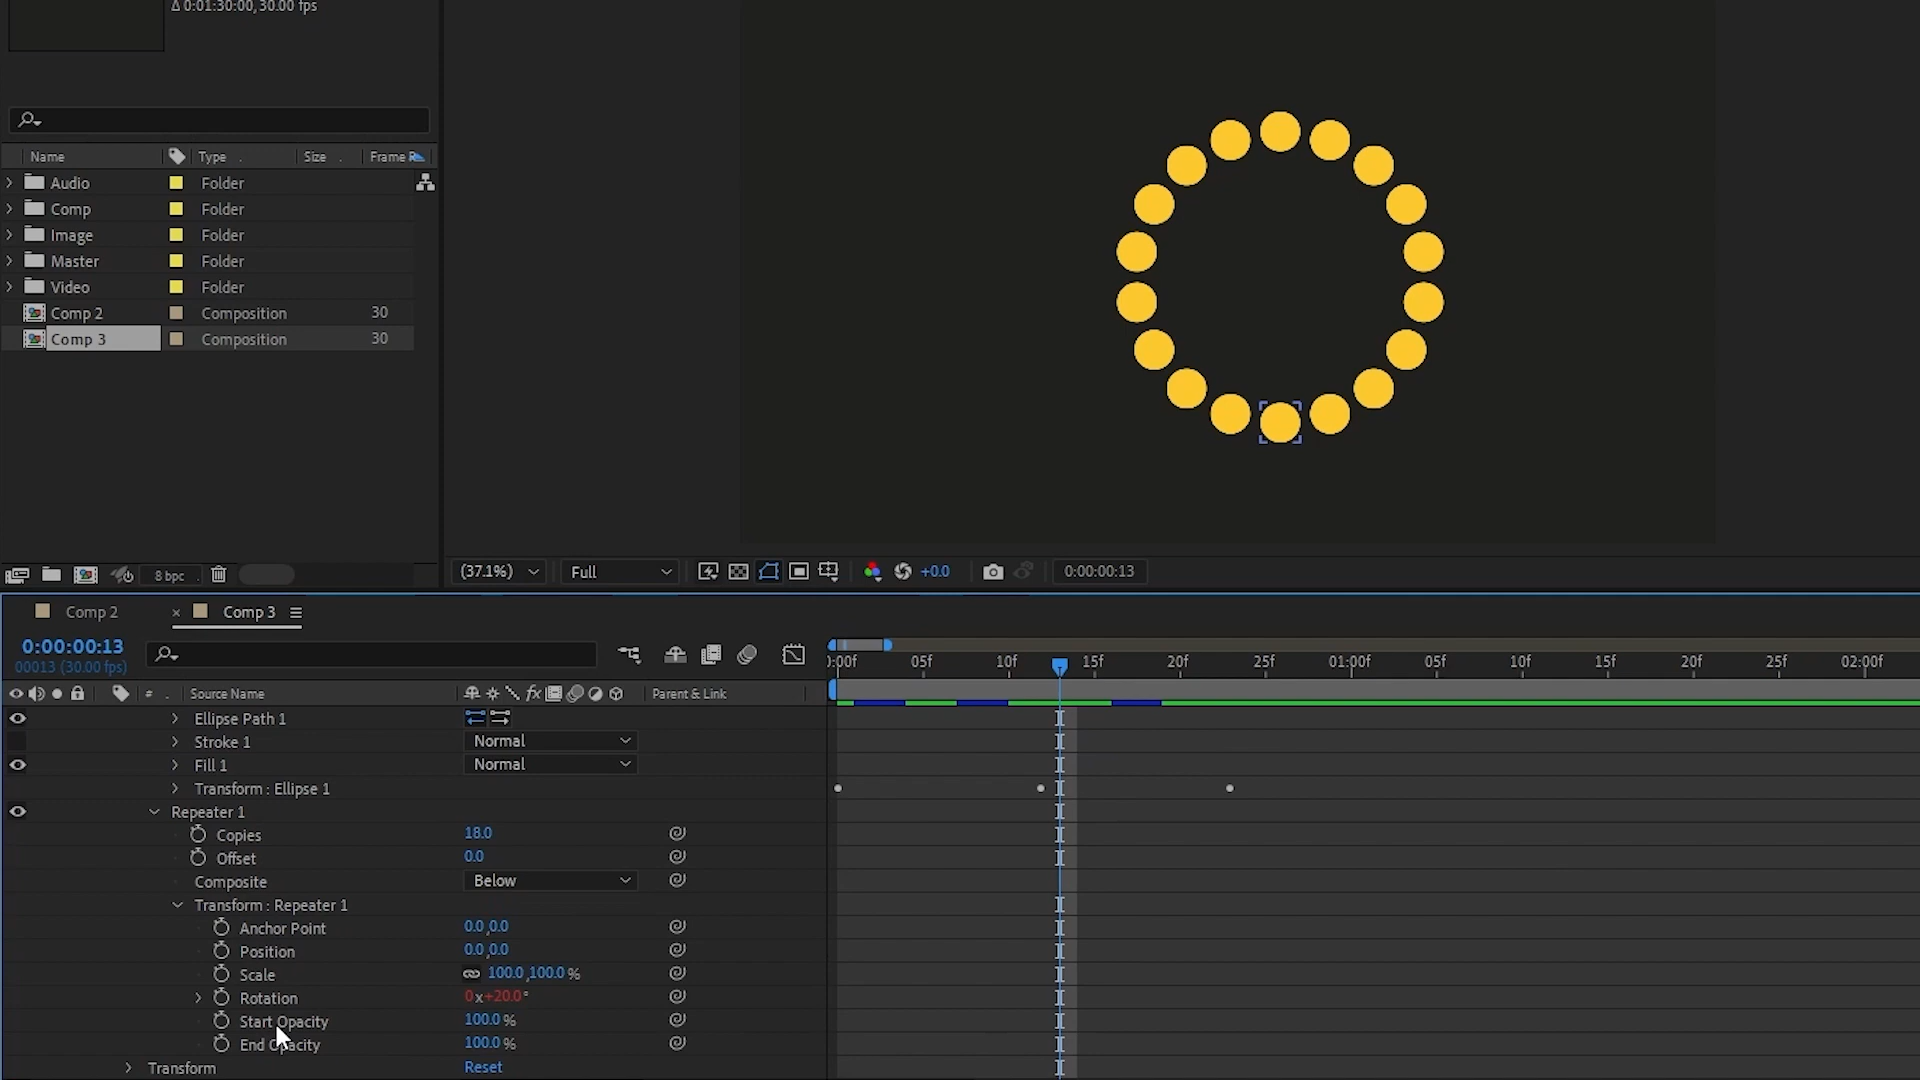 Δ 0:01:30:00, 30.00 fps
Name Type Size Frame R
Audio Folder
Comp Folder
Image Folder
Master Folder
Video Folder
Comp 2 Composition 30
Comp 3 Composition 30
8 bpc
(37.1%) Full +0.0 0:00:00:13
Comp 2 × Comp 3
0:00:00:13
00013 (30.00 fps)
):00f 05f 10f 15f 20f 25f 01:00f 05f 10f 15f 20f 25f 02:00f
# Source Name fx Parent & Link
Ellipse Path 1
Stroke 1 Normal
Fill 1 Normal
Transform : Ellipse 1
Repeater 1
Copies 18.0
Offset 0.0
Composite Below
Transform : Repeater 1
Anchor Point 0.0,0.0
Position 0.0,0.0
Scale 100.0,100.0%
Rotation 0x+20.0°
Start Opacity 100.0%
End Opacity 100.0%
Transform Reset